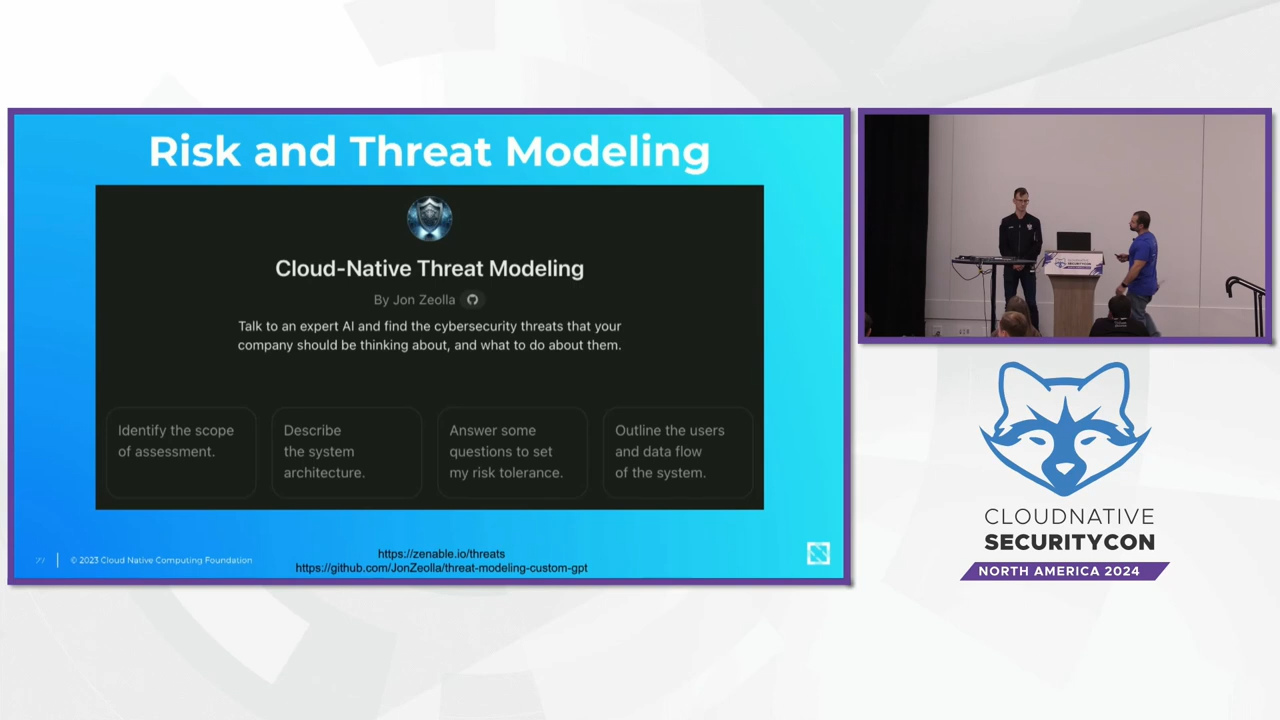 Risk and Threat Modeling
Cloud-Native Threat Modeling
By Jon Zeolla
Talk to an expert AI and find the cybersecurity threats that your
company should be thinking about, and what to do about them.
Identify the scope
of assessment.
Describe
the system
architecture.
Answer some
questions to set
my risk tolerance.
Outline the users
and data flow
of the system.
© 2023 Cloud Native Computing Foundation
https://zenable.io/threats
https://github.com/JonZeolla/threat-modeling-custom-gpt
CLOUDNATIVE
SECURITYCON
NORTH AMERICA 2024